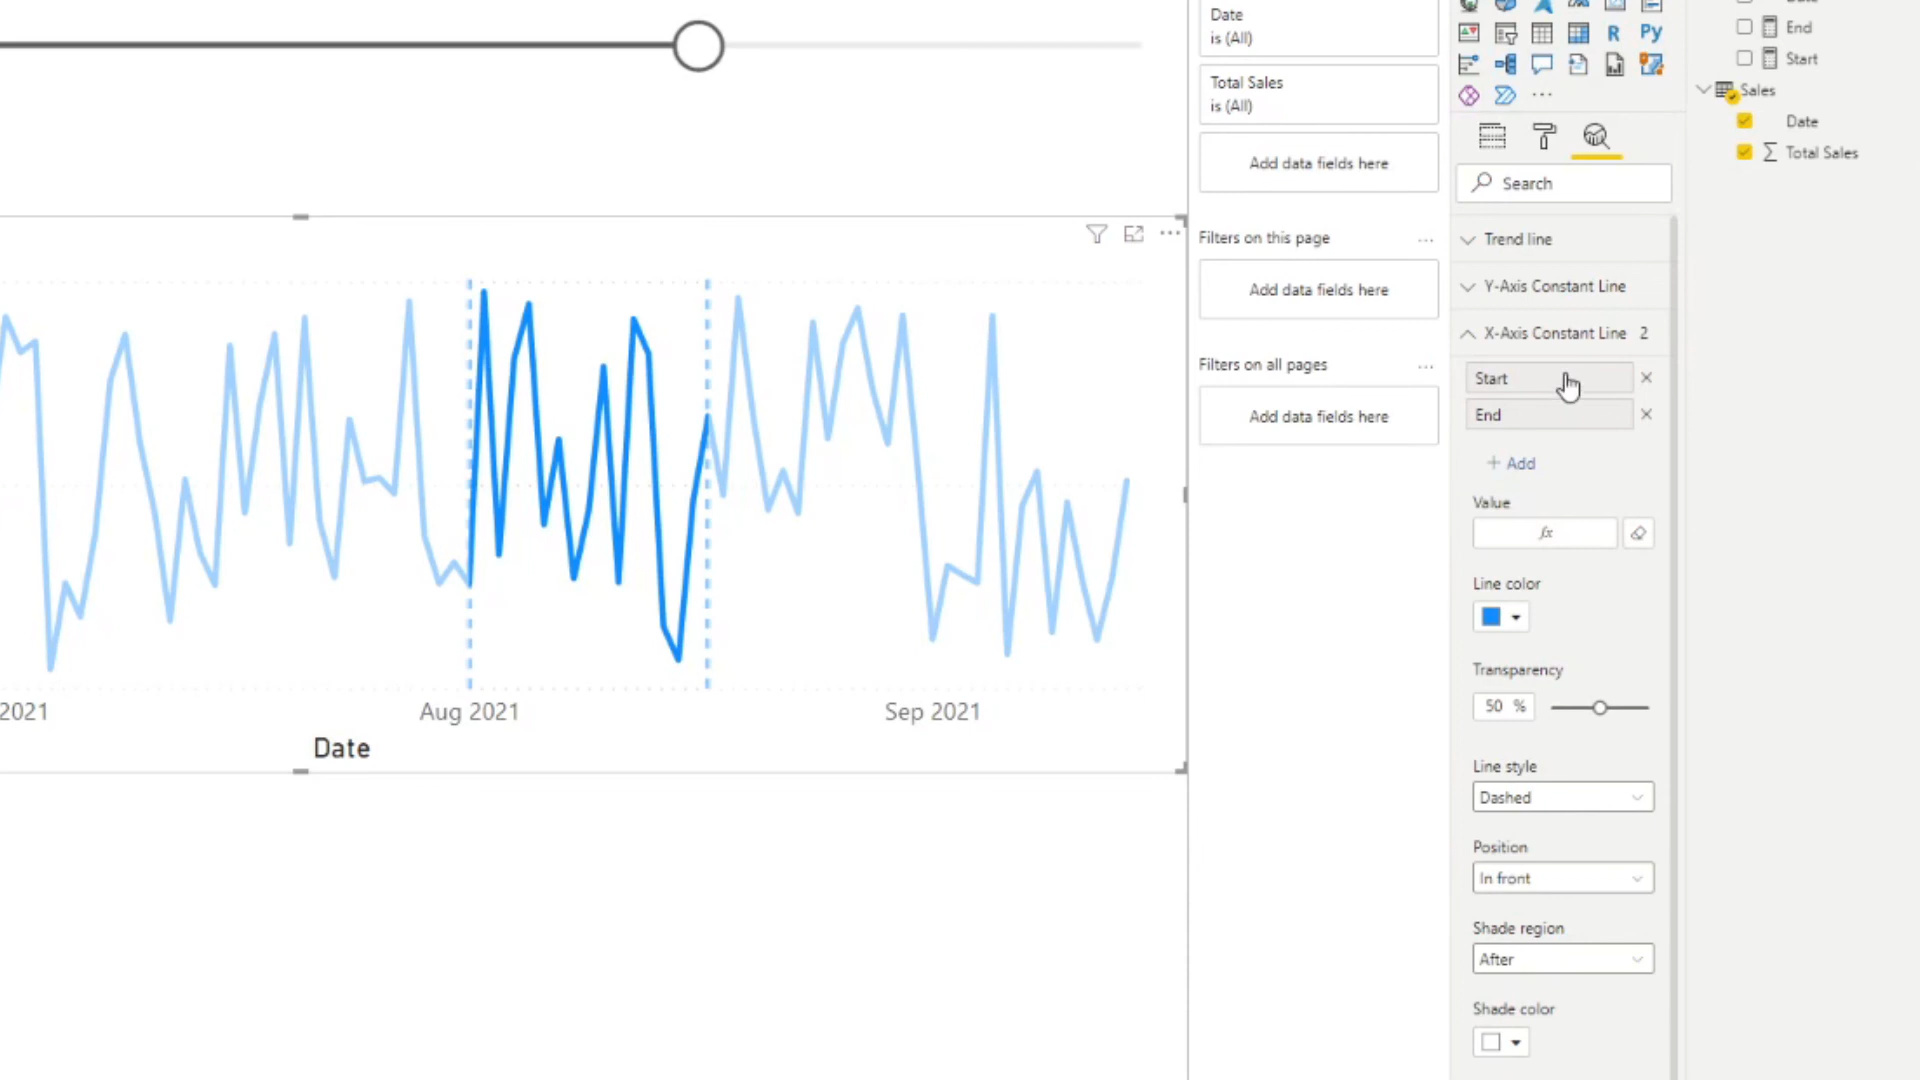 Date
is (All)
Total Sales
is (All)
Add data fields here
Filters on this page
...
Add data fields here
Filters on all pages
...
Add data fields here
2021
Aug 2021
Sep 2021
Date
R
Py
...
Search
Trend line
Y-Axis Constant Line
X-Axis Constant Line 2
Start
End
+ Add
Value
fx
Line color
Transparency
50 %
Line style
Dashed
Position
In front
Shade region
After
Shade color
End
Start
Sales
Date
Σ Total Sales